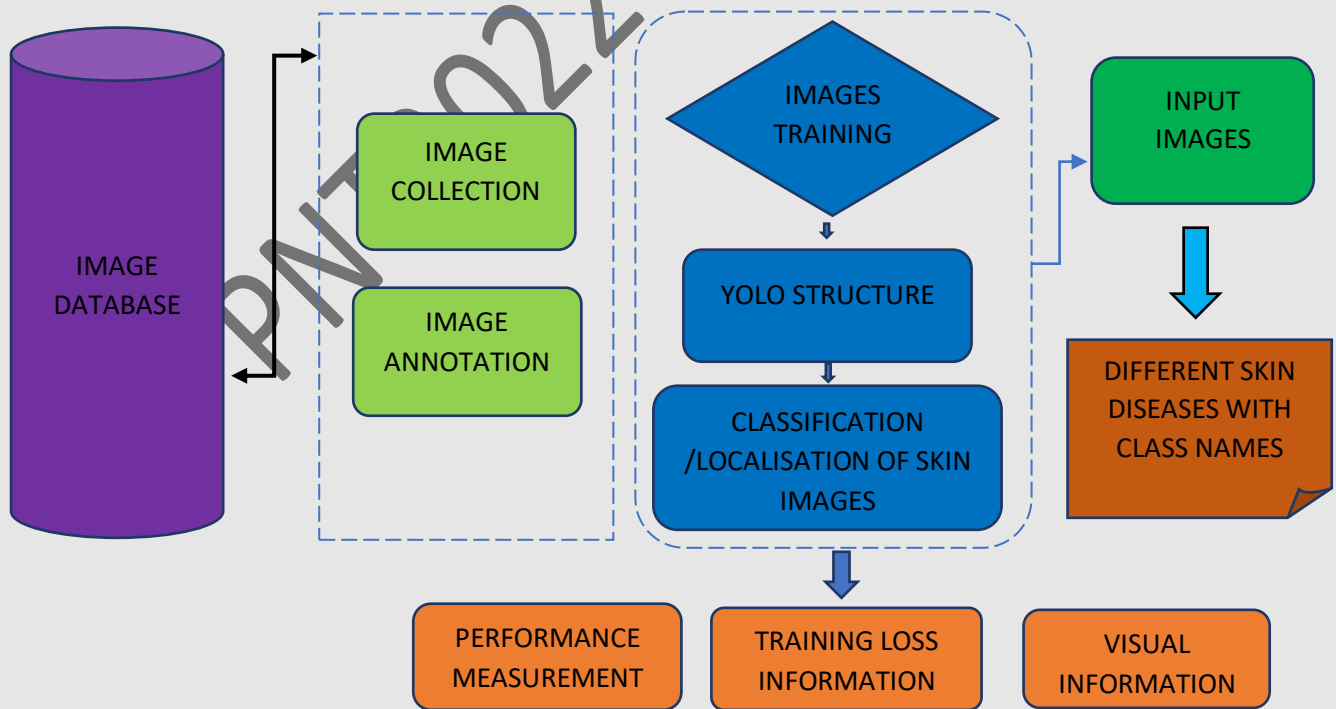 IMAGE
DATABASE
IMAGE
COLLECTION
IMAGE
ANNOTATION
IMAGES
TRAINING
YOLO STRUCTURE
CLASSIFICATION
/LOCALISATION OF SKIN
IMAGES
INPUT
IMAGES
DIFFERENT SKIN
DISEASES WITH
CLASS NAMES
PERFORMANCE
MEASUREMENT
TRAINING LOSS
INFORMATION
VISUAL
INFORMATION